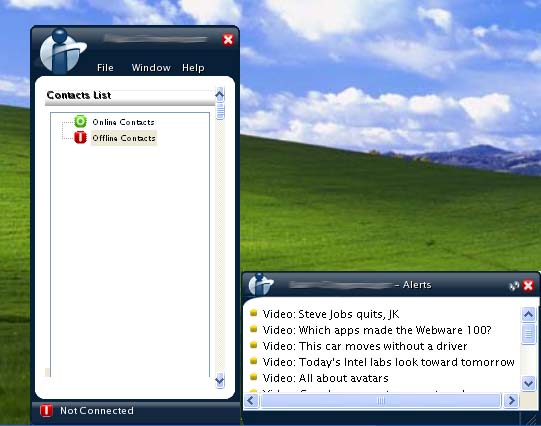 File Window Help
Contacts List
Online Contacts
Offline Contacts
Not Connected
- Alerts
Video: Steve Jobs quits, JK
Video: Which apps made the Webware 100?
Video: This car moves without a driver
Video: Today's Intel labs look toward tomorrow
Video: All about avatars